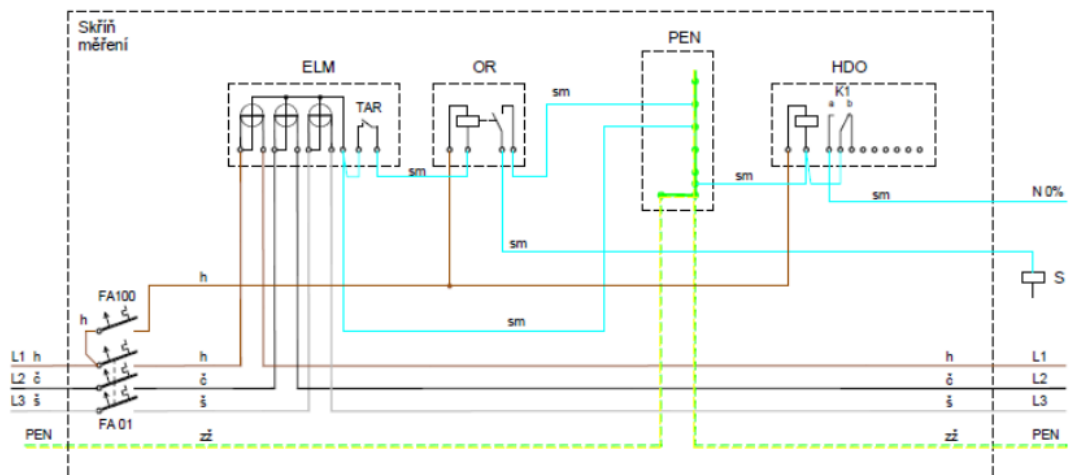 Skříň
měření
ELM
OR
PEN
HDO
TAR
K1
a b
sm
sm
sm
sm
N 0%
sm
S
h
FA100
sm
h
L1 h
h
h
L1
L2 č
č
č
L2
L3 š
š
š
L3
FA 01
PEN
zž
zž
PEN